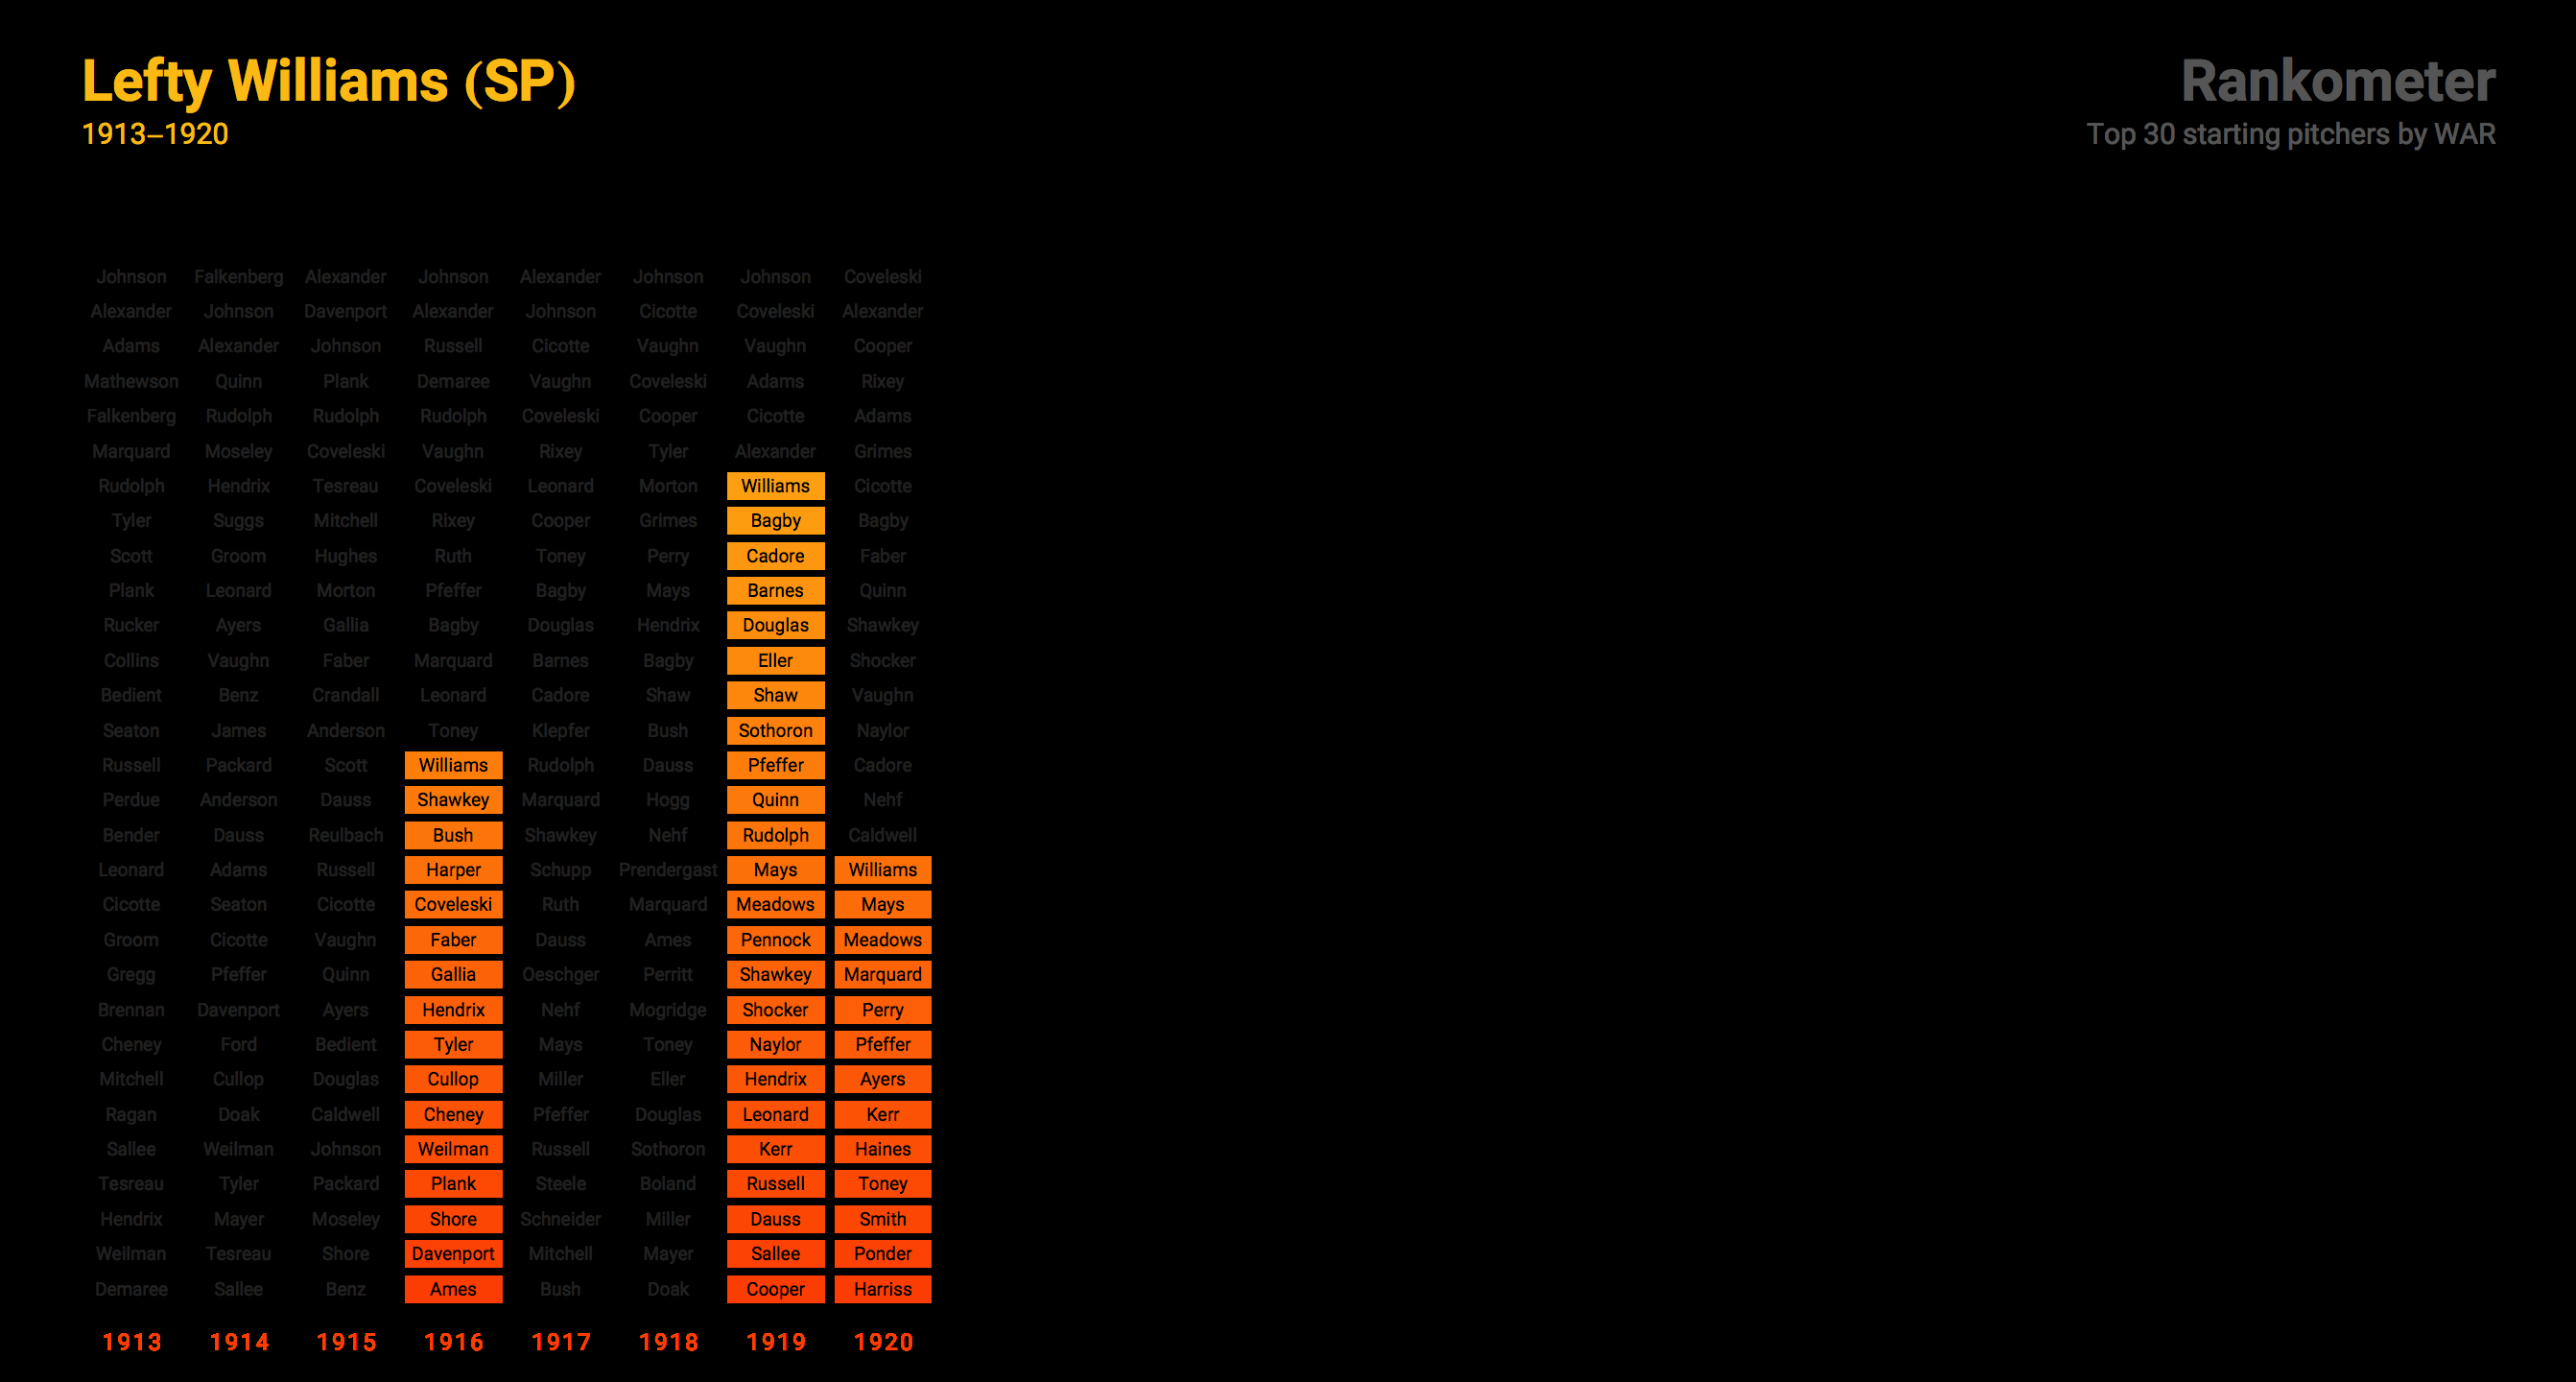 Lefty Williams (SP)
1913–1920
Rankometer
Top 30 starting pitchers by WAR
Johnson Falkenberg Alexander Johnson Alexander Johnson Johnson Coveleski
Alexander Johnson Davenport Alexander Johnson Cicotte Coveleski Alexander
Adams Alexander Johnson Russell Cicotte Vaughn Vaughn Cooper
Mathewson Quinn Plank Demaree Vaughn Coveleski Adams Rixey
Falkenberg Rudolph Rudolph Rudolph Coveleski Cooper Cicotte Adams
Marquard Moseley Coveleski Vaughn Rixey Tyler Alexander Grimes
Rudolph Hendrix Tesreau Coveleski Leonard Morton Williams Cicotte
Tyler Suggs Mitchell Rixey Cooper Grimes Bagby Bagby
Scott Groom Hughes Ruth Toney Perry Cadore Faber
Plank Leonard Morton Pfeffer Bagby Mays Barnes Quinn
Rucker Ayers Gallia Bagby Douglas Hendrix Douglas Shawkey
Collins Vaughn Faber Marquard Barnes Bagby Eller Shocker
Bedient Benz Crandall Leonard Cadore Shaw Shaw Vaughn
Seaton James Anderson Toney Klepfer Bush Sothoron Naylor
Russell Packard Scott Williams Rudolph Dauss Pfeffer Cadore
Perdue Anderson Dauss Shawkey Marquard Hogg Quinn Nehf
Bender Dauss Reulbach Bush Shawkey Nehf Rudolph Caldwell
Leonard Adams Russell Harper Schupp Prendergast Mays Williams
Cicotte Seaton Cicotte Coveleski Ruth Marquard Meadows Mays
Groom Cicotte Vaughn Faber Dauss Ames Pennock Meadows
Gregg Pfeffer Quinn Gallia Oeschger Perritt Shawkey Marquard
Brennan Davenport Ayers Hendrix Nehf Mogridge Shocker Perry
Cheney Ford Bedient Tyler Mays Toney Naylor Pfeffer
Mitchell Cullop Douglas Cullop Miller Eller Hendrix Ayers
Ragan Doak Caldwell Cheney Pfeffer Douglas Leonard Kerr
Sallee Weilman Johnson Weilman Russell Sothoron Kerr Haines
Tesreau Tyler Packard Plank Steele Boland Russell Toney
Hendrix Mayer Moseley Shore Schneider Miller Dauss Smith
Weilman Tesreau Shore Davenport Mitchell Mayer Sallee Ponder
Demaree Sallee Benz Ames Bush Doak Cooper Harriss
1913 1914 1915 1916 1917 1918 1919 1920